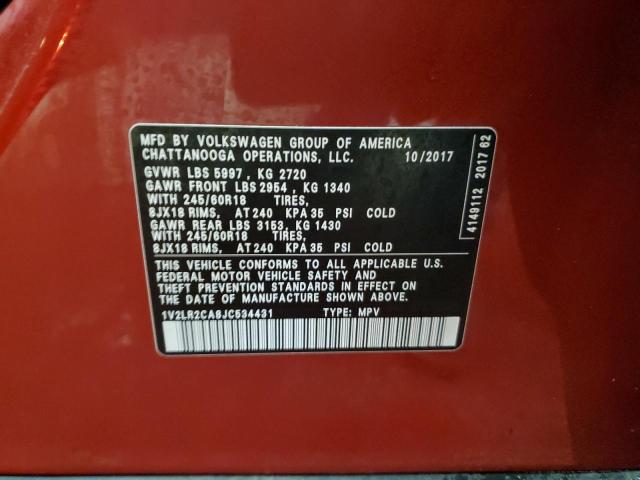 MFD BY VOLKSWAGEN GROUP OF AMERICA
CHATTANOOGA OPERATIONS, LLC. 10/2017
GVWR LBS 5997 , KG 2720
GAWR FRONT LBS 2954 , KG 1340
WITH 245/60R18 TIRES,
8JX18 RIMS, AT 240 KPA 35 PSI COLD
GAWR REAR LBS 3153, KG 1430
WITH 245/60R18 TIRES,
8JX18 RIMS, AT 240 KPA 35 PSI COLD
THIS VEHICLE CONFORMS TO ALL APPLICABLE U.S.
FEDERAL MOTOR VEHICLE SAFETY AND
THEFT PREVENTION STANDARDS IN EFFECT ON
THE DATE OF MANUFACTURE SHOWN ABOVE.
1V2LR2CA8JC534431 TYPE: MPV
4149112 2017 62